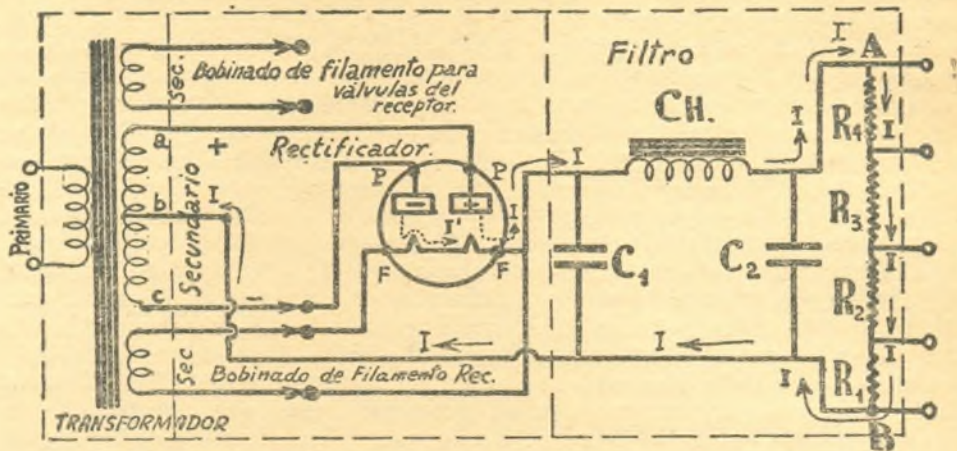 Sec.
Bobinado de filamento para
válvulas del
receptor.
Filtro
I
A
CH.
I
R4
I
a
+
Rectificador.
P
P
I
PRIMARIO
b
I
Secundario
I'
I
F
F
C1
C2
R3
I
c
-
R2
I
I
I
I
R1
Sec
Bobinado de Filamento Rec.
B
TRANSFORMADOR